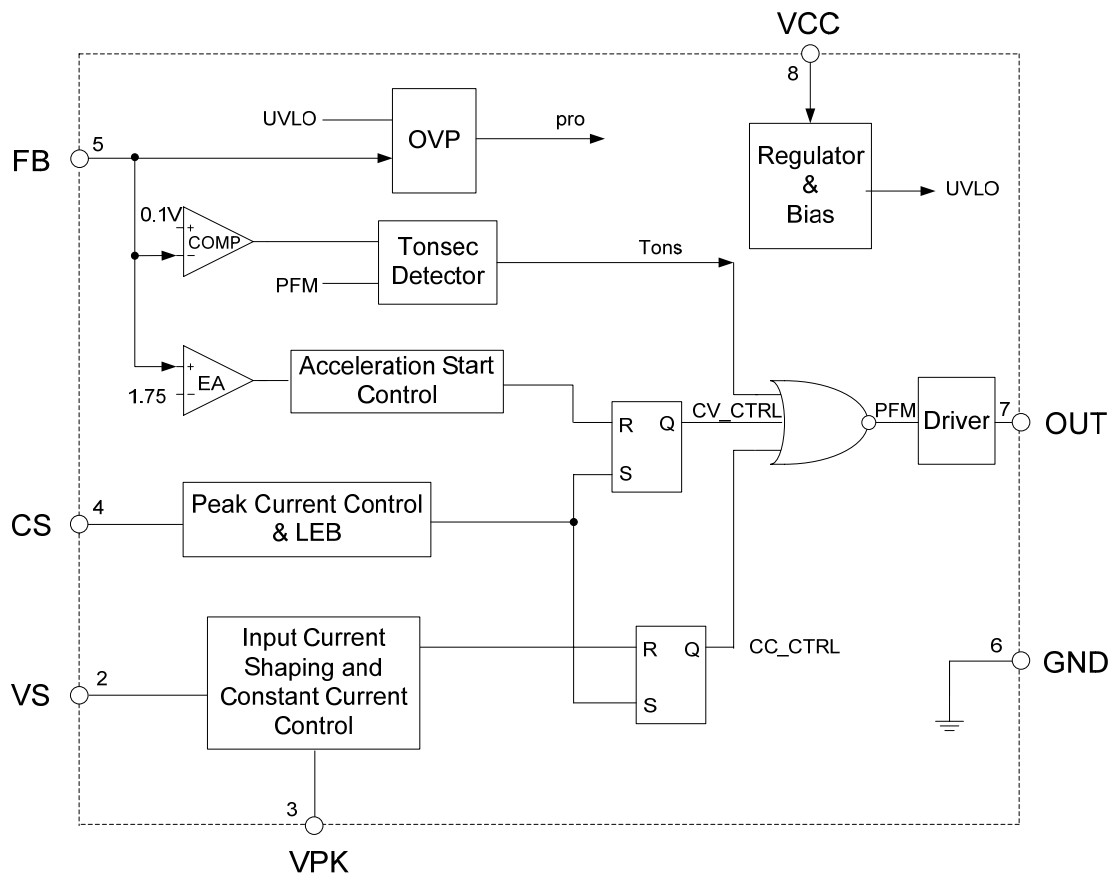 VCC
8
UVLO
OVP
pro
FB
5
Regulator
&
Bias
UVLO
0.1V
+
COMP
−
Tonsec
Detector
PFM
Tons
+
EA
1.75
−
Acceleration Start
Control
R
Q
S
CV_CTRL
PFM
Driver
7
OUT
CS
4
Peak Current Control
& LEB
VS
2
Input Current
Shaping and
Constant Current
Control
R
Q
S
CC_CTRL
6
GND
3
VPK